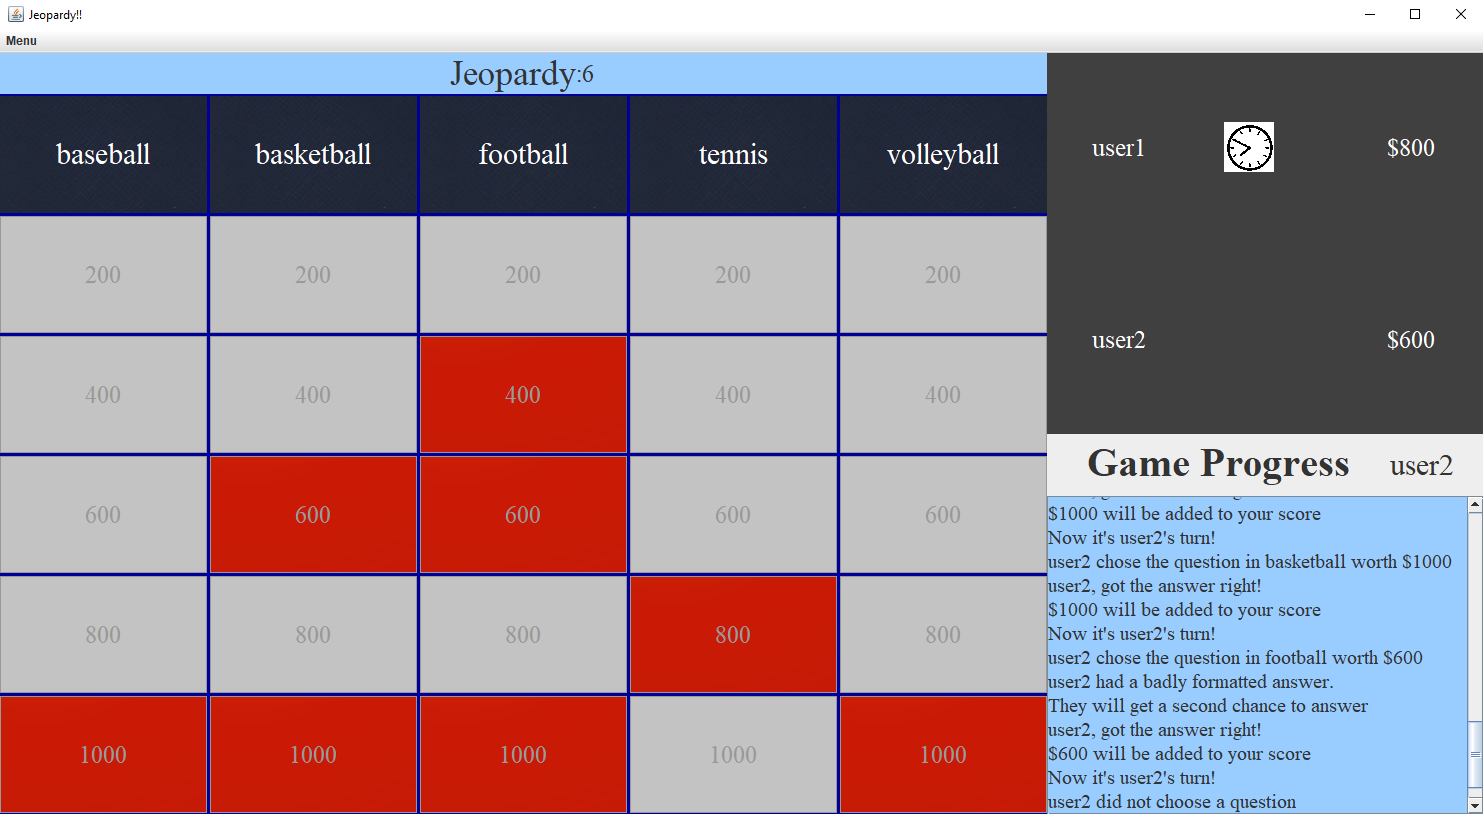 Jeopardy!!
Menu
Jeopardy:6
baseball basketball football tennis volleyball
200 200 200 200 200
400 400 400 400 400
600 600 600 600 600
800 800 800 800 800
1000 1000 1000 1000 1000
user1 $800
user2 $600
Game Progress user2
$1000 will be added to your score
Now it's user2's turn!
user2 chose the question in basketball worth $1000
user2, got the answer right!
$1000 will be added to your score
Now it's user2's turn!
user2 chose the question in football worth $600
user2 had a badly formatted answer.
They will get a second chance to answer
user2, got the answer right!
$600 will be added to your score
Now it's user2's turn!
user2 did not choose a question